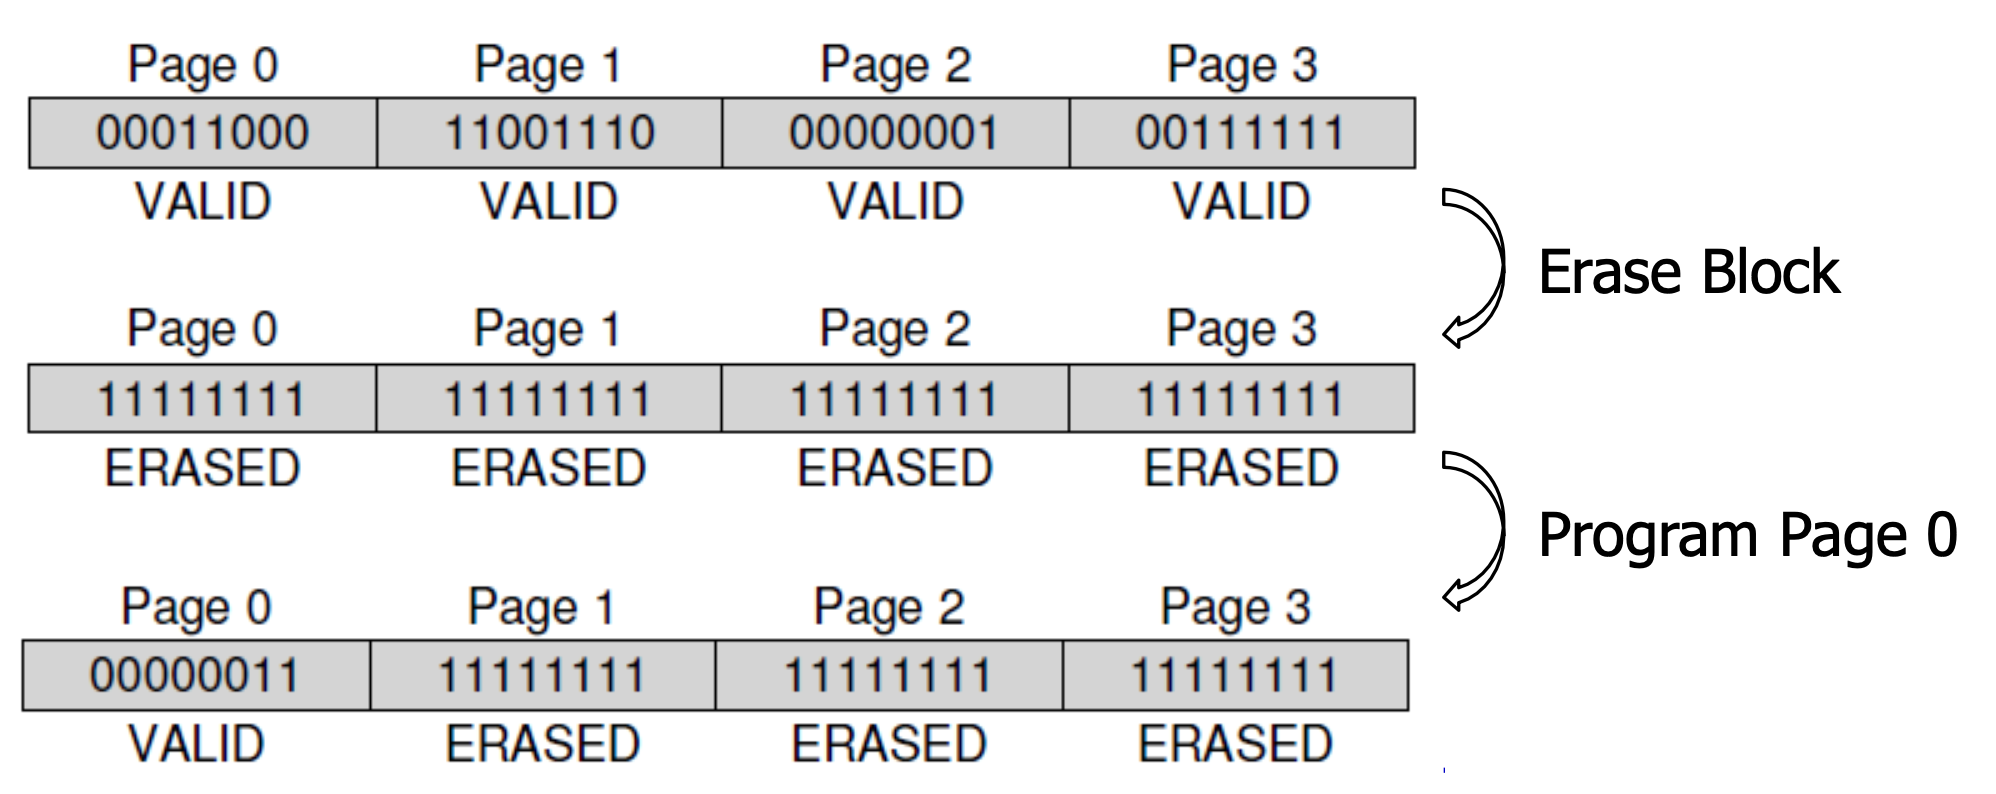 Page 0 Page 1 Page 2 Page 3
00011000 11001110 00000001 00111111
VALID VALID VALID VALID
Erase Block
Page 0 Page 1 Page 2 Page 3
11111111 11111111 11111111 11111111
ERASED ERASED ERASED ERASED
Program Page 0
Page 0 Page 1 Page 2 Page 3
00000011 11111111 11111111 11111111
VALID ERASED ERASED ERASED